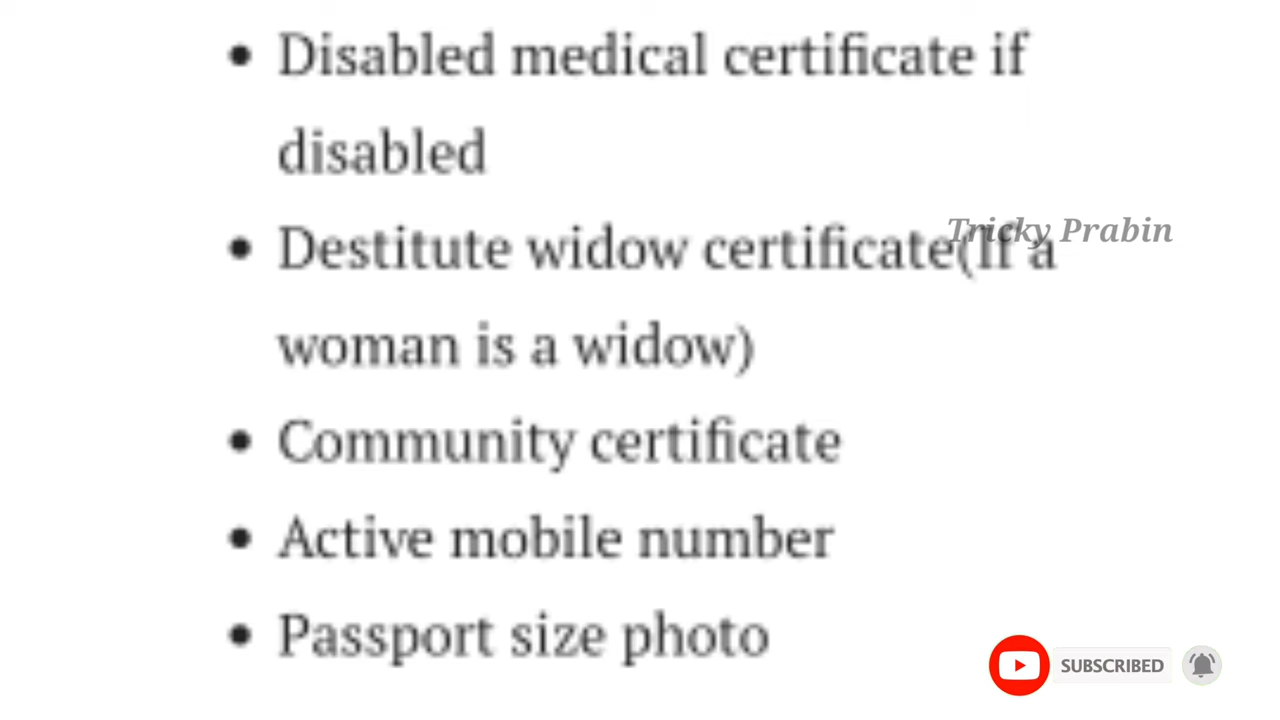 • Disabled medical certificate if
disabled
Tricky Prabin
• Destitute widow certificate(If a
woman is a widow)
• Community certificate
• Active mobile number
• Passport size photo
SUBSCRIBED